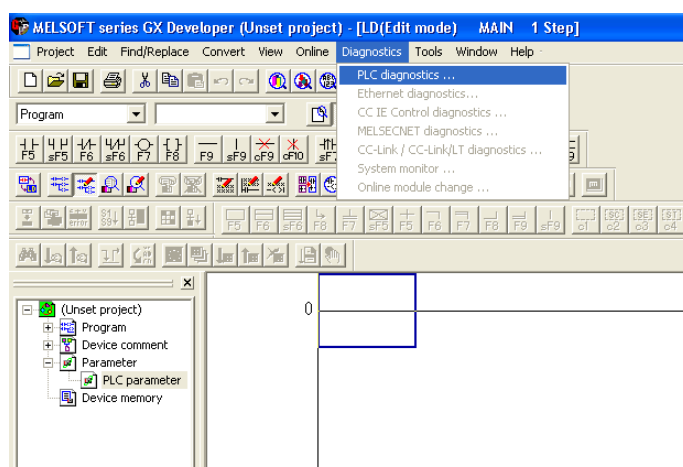 MELSOFT series GX Developer (Unset project) - [LD(Edit mode) MAIN 1 Step]
Project Edit Find/Replace Convert View Online Diagnostics Tools Window Help
PLC diagnostics ...
Ethernet diagnostics...
CC IE Control diagnostics ...
MELSECNET diagnostics ...
CC-Link / CC-Link/LT diagnostics ...
System monitor ...
Online module change ...
Program
F5 sF5 F6 sF6 F7 F8 F9 sF9 cF9 cF10 sF7
error
F5 F6 sF6 F8 F7 sF5 F5 F6 F7 F8 F9 sF9 c1 c2 c3 c4
(Unset project)
Program
Device comment
Parameter
PLC parameter
Device memory
0